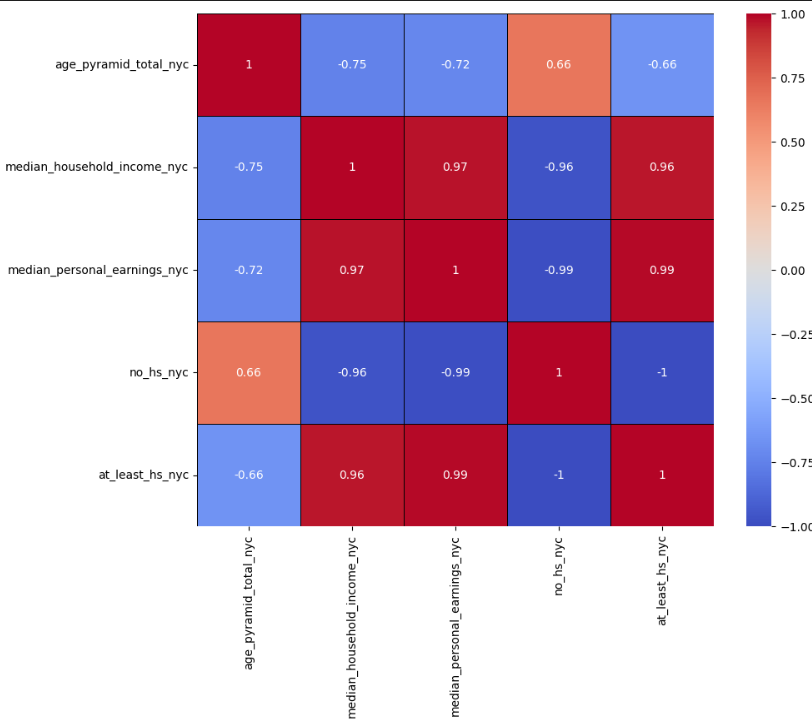 age_pyramid_total_nyc 1 -0.75 -0.72 0.66 -0.66
median_household_income_nyc -0.75 1 0.97 -0.96 0.96
median_personal_earnings_nyc -0.72 0.97 1 -0.99 0.99
no_hs_nyc 0.66 -0.96 -0.99 1 -1
at_least_hs_nyc -0.66 0.96 0.99 -1 1
age_pyramid_total_nyc
median_household_income_nyc
median_personal_earnings_nyc
no_hs_nyc
at_least_hs_nyc
1.00
0.75
0.50
0.25
0.00
−0.25
−0.50
−0.75
−1.00